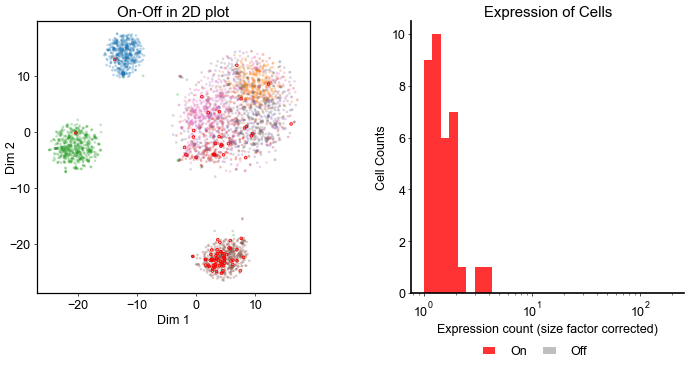 On-Off in 2D plot
Dim 2
10
0
−10
−20
−20 −10 0 10
Dim 1
Expression of Cells
Cell Counts
10
8
6
4
2
0
10⁰ 10¹ 10²
Expression count (size factor corrected)
On Off